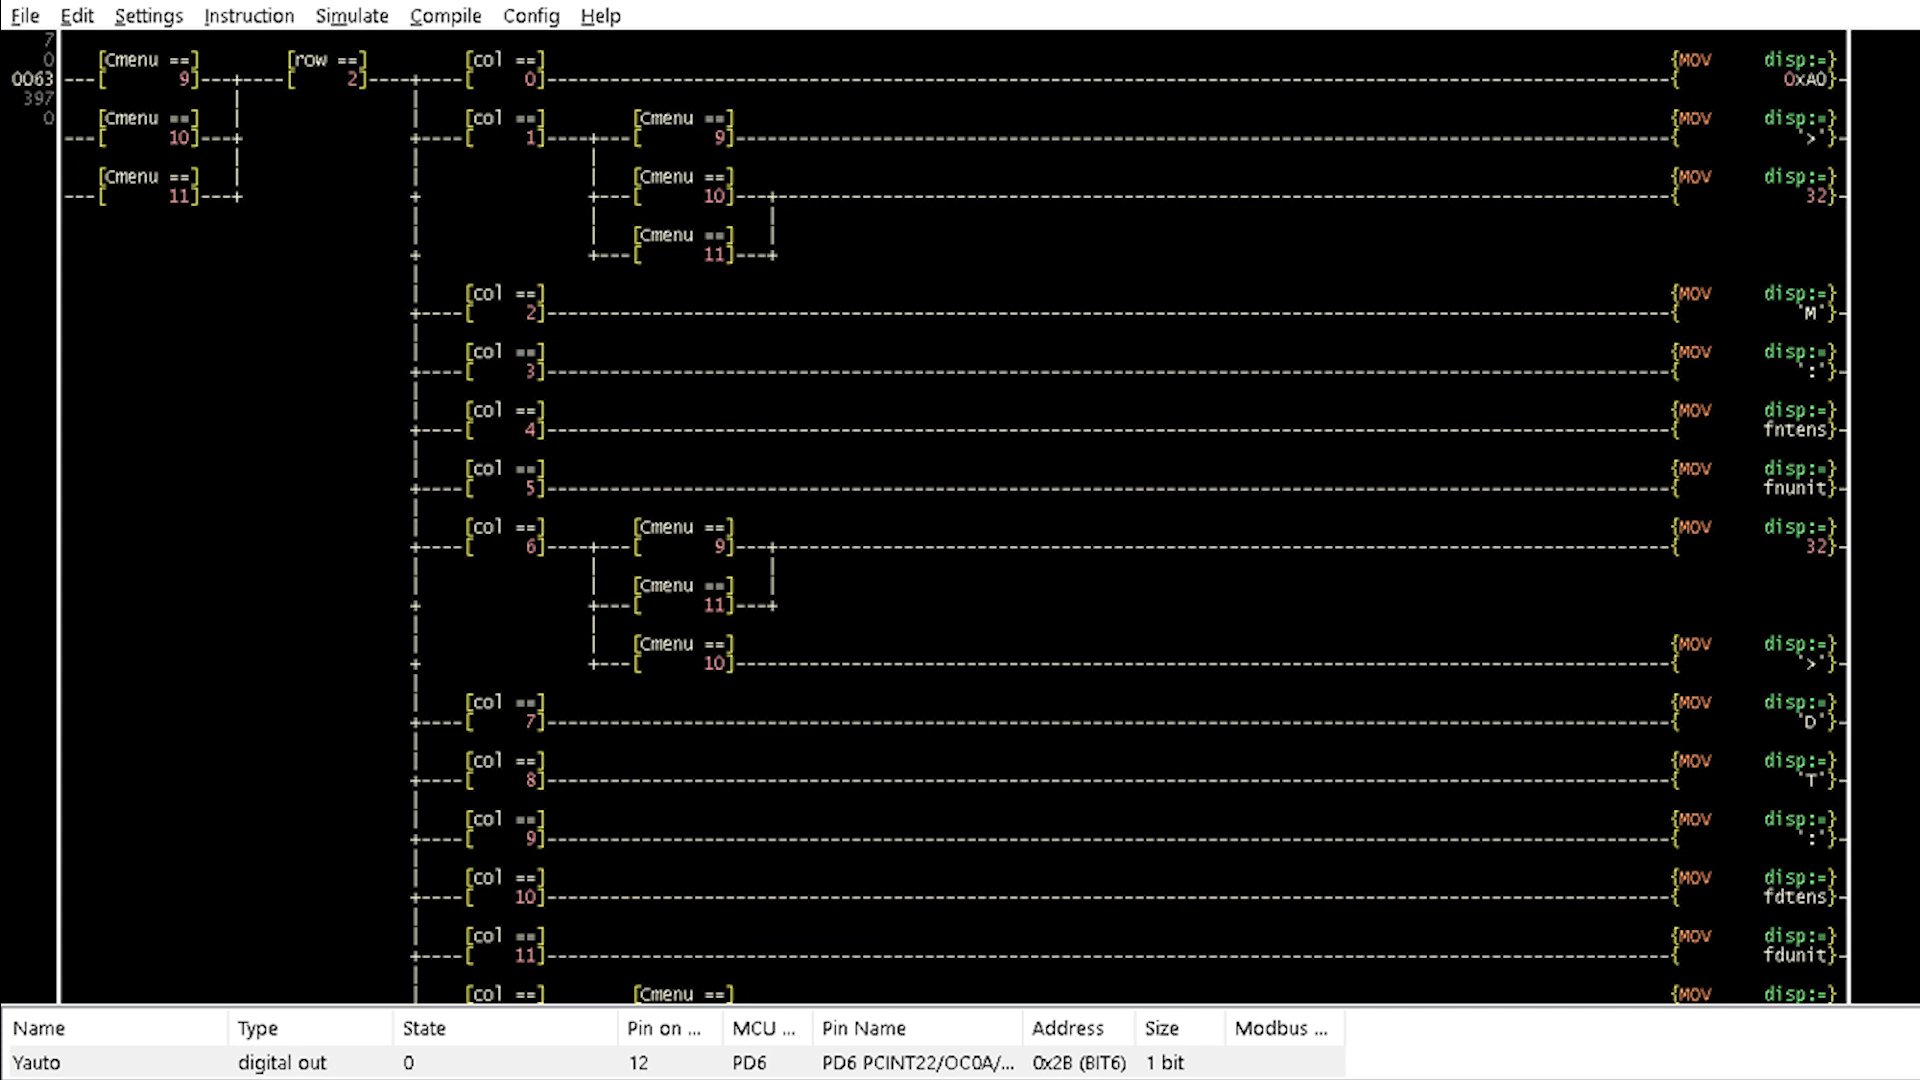 File Edit Settings Instruction Simulate Compile Config Help
7
0 [Cmenu ==] [row ==] [col ==] {MOV disp:=}
0063 [ 9] [ 2] [ 0] { 0xA0}
397
0 [Cmenu ==] [col ==] [Cmenu ==] {MOV disp:=}
[ 10] [ 1] [ 9] { '>'}
[Cmenu ==] [Cmenu ==] {MOV disp:=}
[ 11] [ 10] { 32}
[Cmenu ==]
[ 11]
[col ==] {MOV disp:=}
[ 2] { 'M'}
[col ==] {MOV disp:=}
[ 3] { ':'}
[col ==] {MOV disp:=}
[ 4] { fntens}
[col ==] {MOV disp:=}
[ 5] { fnunit}
[col ==] [Cmenu ==] {MOV disp:=}
[ 6] [ 9] { 32}
[Cmenu ==]
[ 11]
[Cmenu ==] {MOV disp:=}
[ 10] { '>'}
[col ==] {MOV disp:=}
[ 7] { 'D'}
[col ==] {MOV disp:=}
[ 8] { 'T'}
[col ==] {MOV disp:=}
[ 9] { ':'}
[col ==] {MOV disp:=}
[ 10] { fdtens}
[col ==] {MOV disp:=}
[ 11] { fdunit}
[col ==] [Cmenu ==] {MOV disp:=}
Name Type State Pin on ... MCU ... Pin Name Address Size Modbus ...
Yauto digital out 0 12 PD6 PD6 PCINT22/OC0A/... 0x2B (BIT6) 1 bit